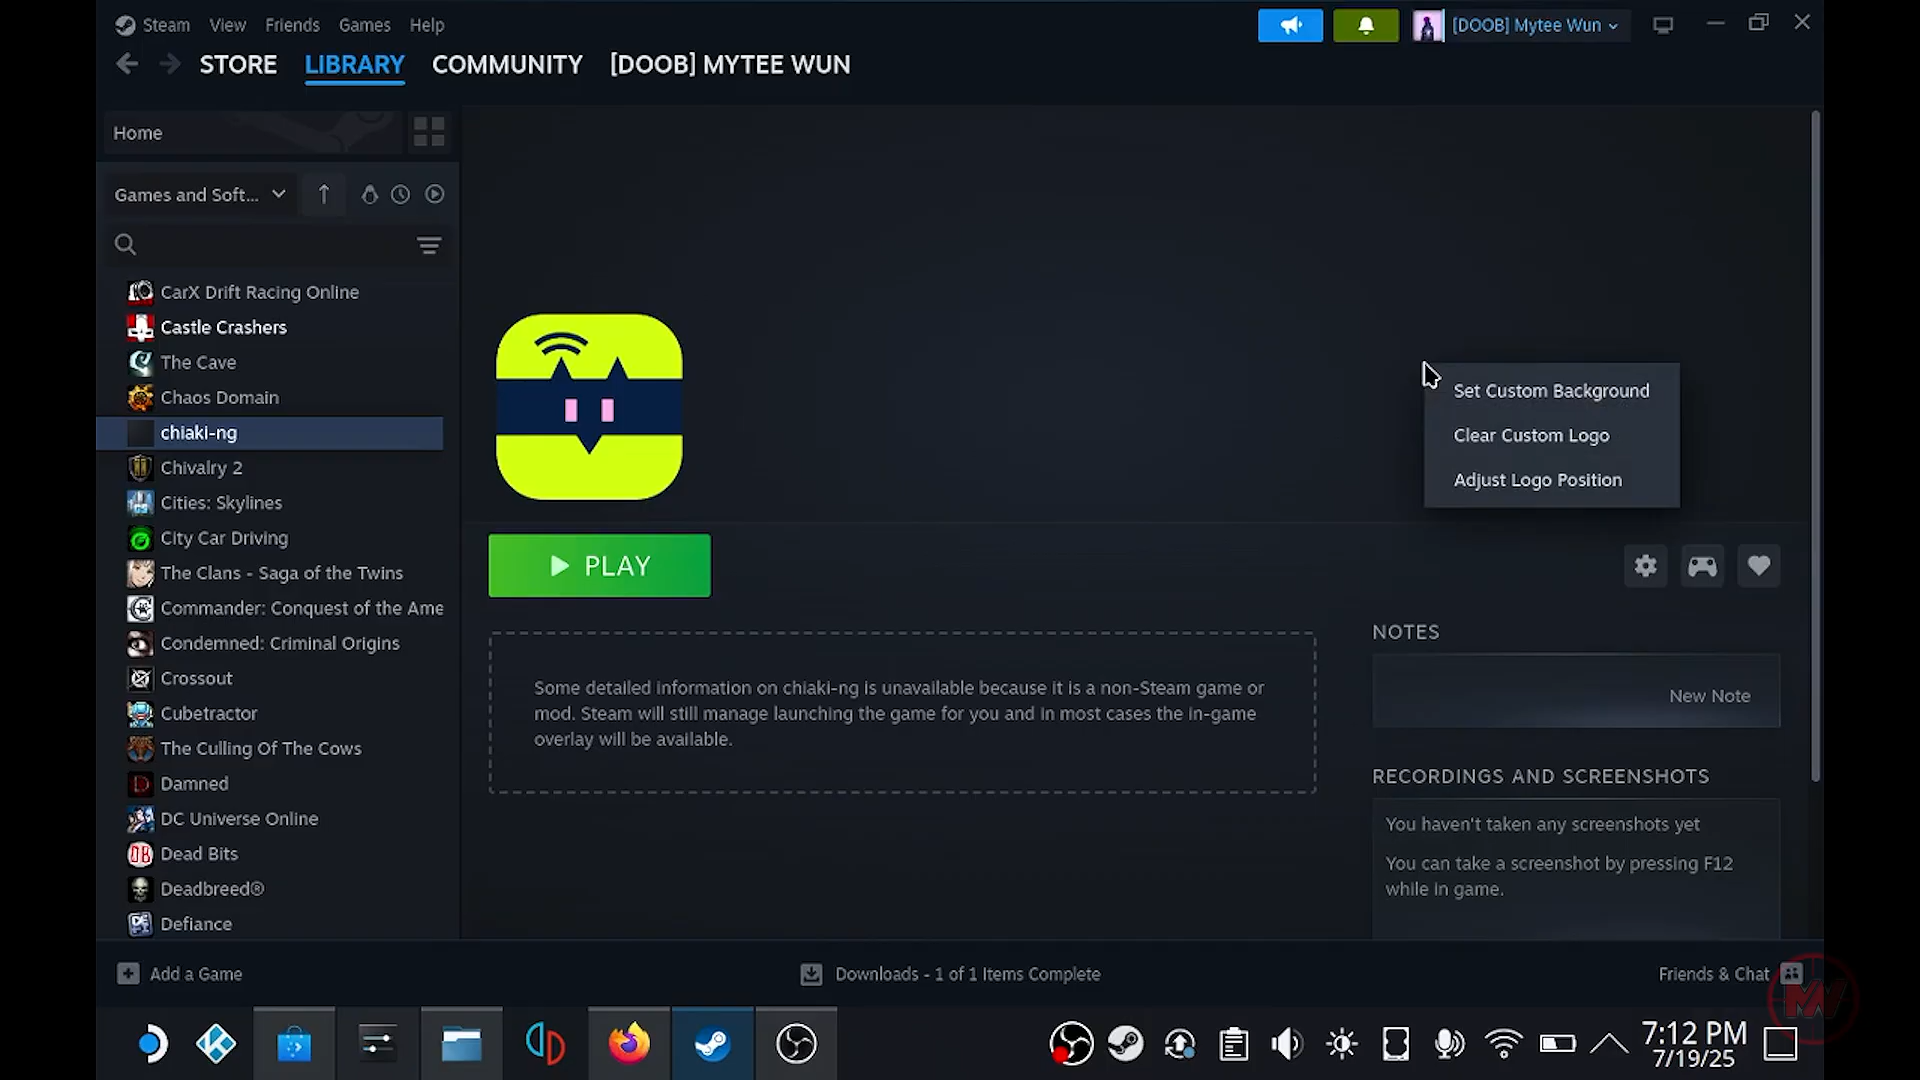 Steam View Friends Games Help
[DOOB] Mytee Wun
STORE LIBRARY COMMUNITY [DOOB] MYTEE WUN
Home
Games and Soft...
CarX Drift Racing Online
Castle Crashers
The Cave
Chaos Domain
chiaki-ng
Chivalry 2
Cities: Skylines
City Car Driving
The Clans - Saga of the Twins
Commander: Conquest of the Ame
Condemned: Criminal Origins
Crossout
Cubetractor
The Culling Of The Cows
Damned
DC Universe Online
Dead Bits
Deadbreed®
Defiance
Set Custom Background
Clear Custom Logo
Adjust Logo Position
PLAY
Some detailed information on chiaki-ng is unavailable because it is a non-Steam game or
mod. Steam will still manage launching the game for you and in most cases the in-game
overlay will be available.
NOTES
New Note
RECORDINGS AND SCREENSHOTS
You haven't taken any screenshots yet
You can take a screenshot by pressing F12
while in game.
Add a Game
Downloads - 1 of 1 Items Complete
Friends & Chat
MW
7:12 PM
7/19/25